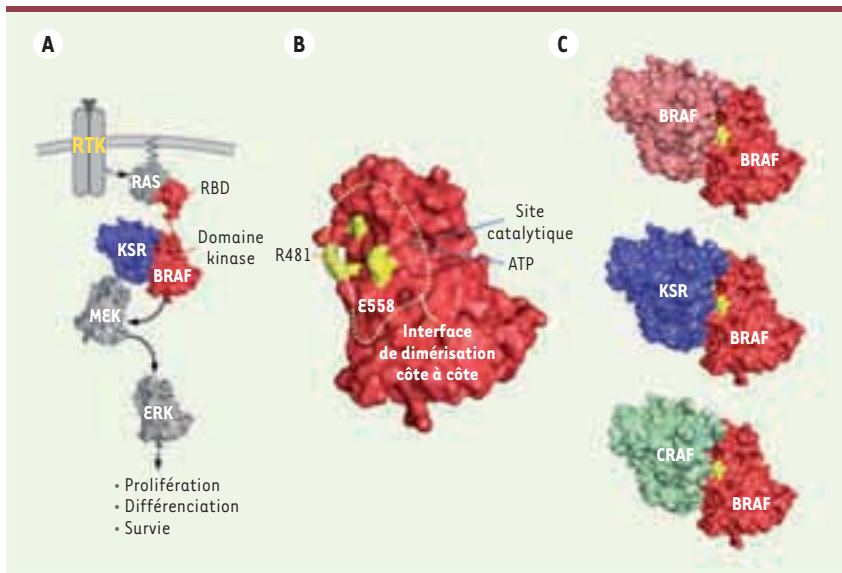 A
B
C
RTK
RAS
RBD
KSR
Domaine
kinase
BRAF
MEK
ERK
• Prolifération
• Différenciation
• Survie
R481
E558
Site
catalytique
ATP
Interface
de dimérisation
côte à côte
BRAF
BRAF
KSR
BRAF
CRAF
BRAF